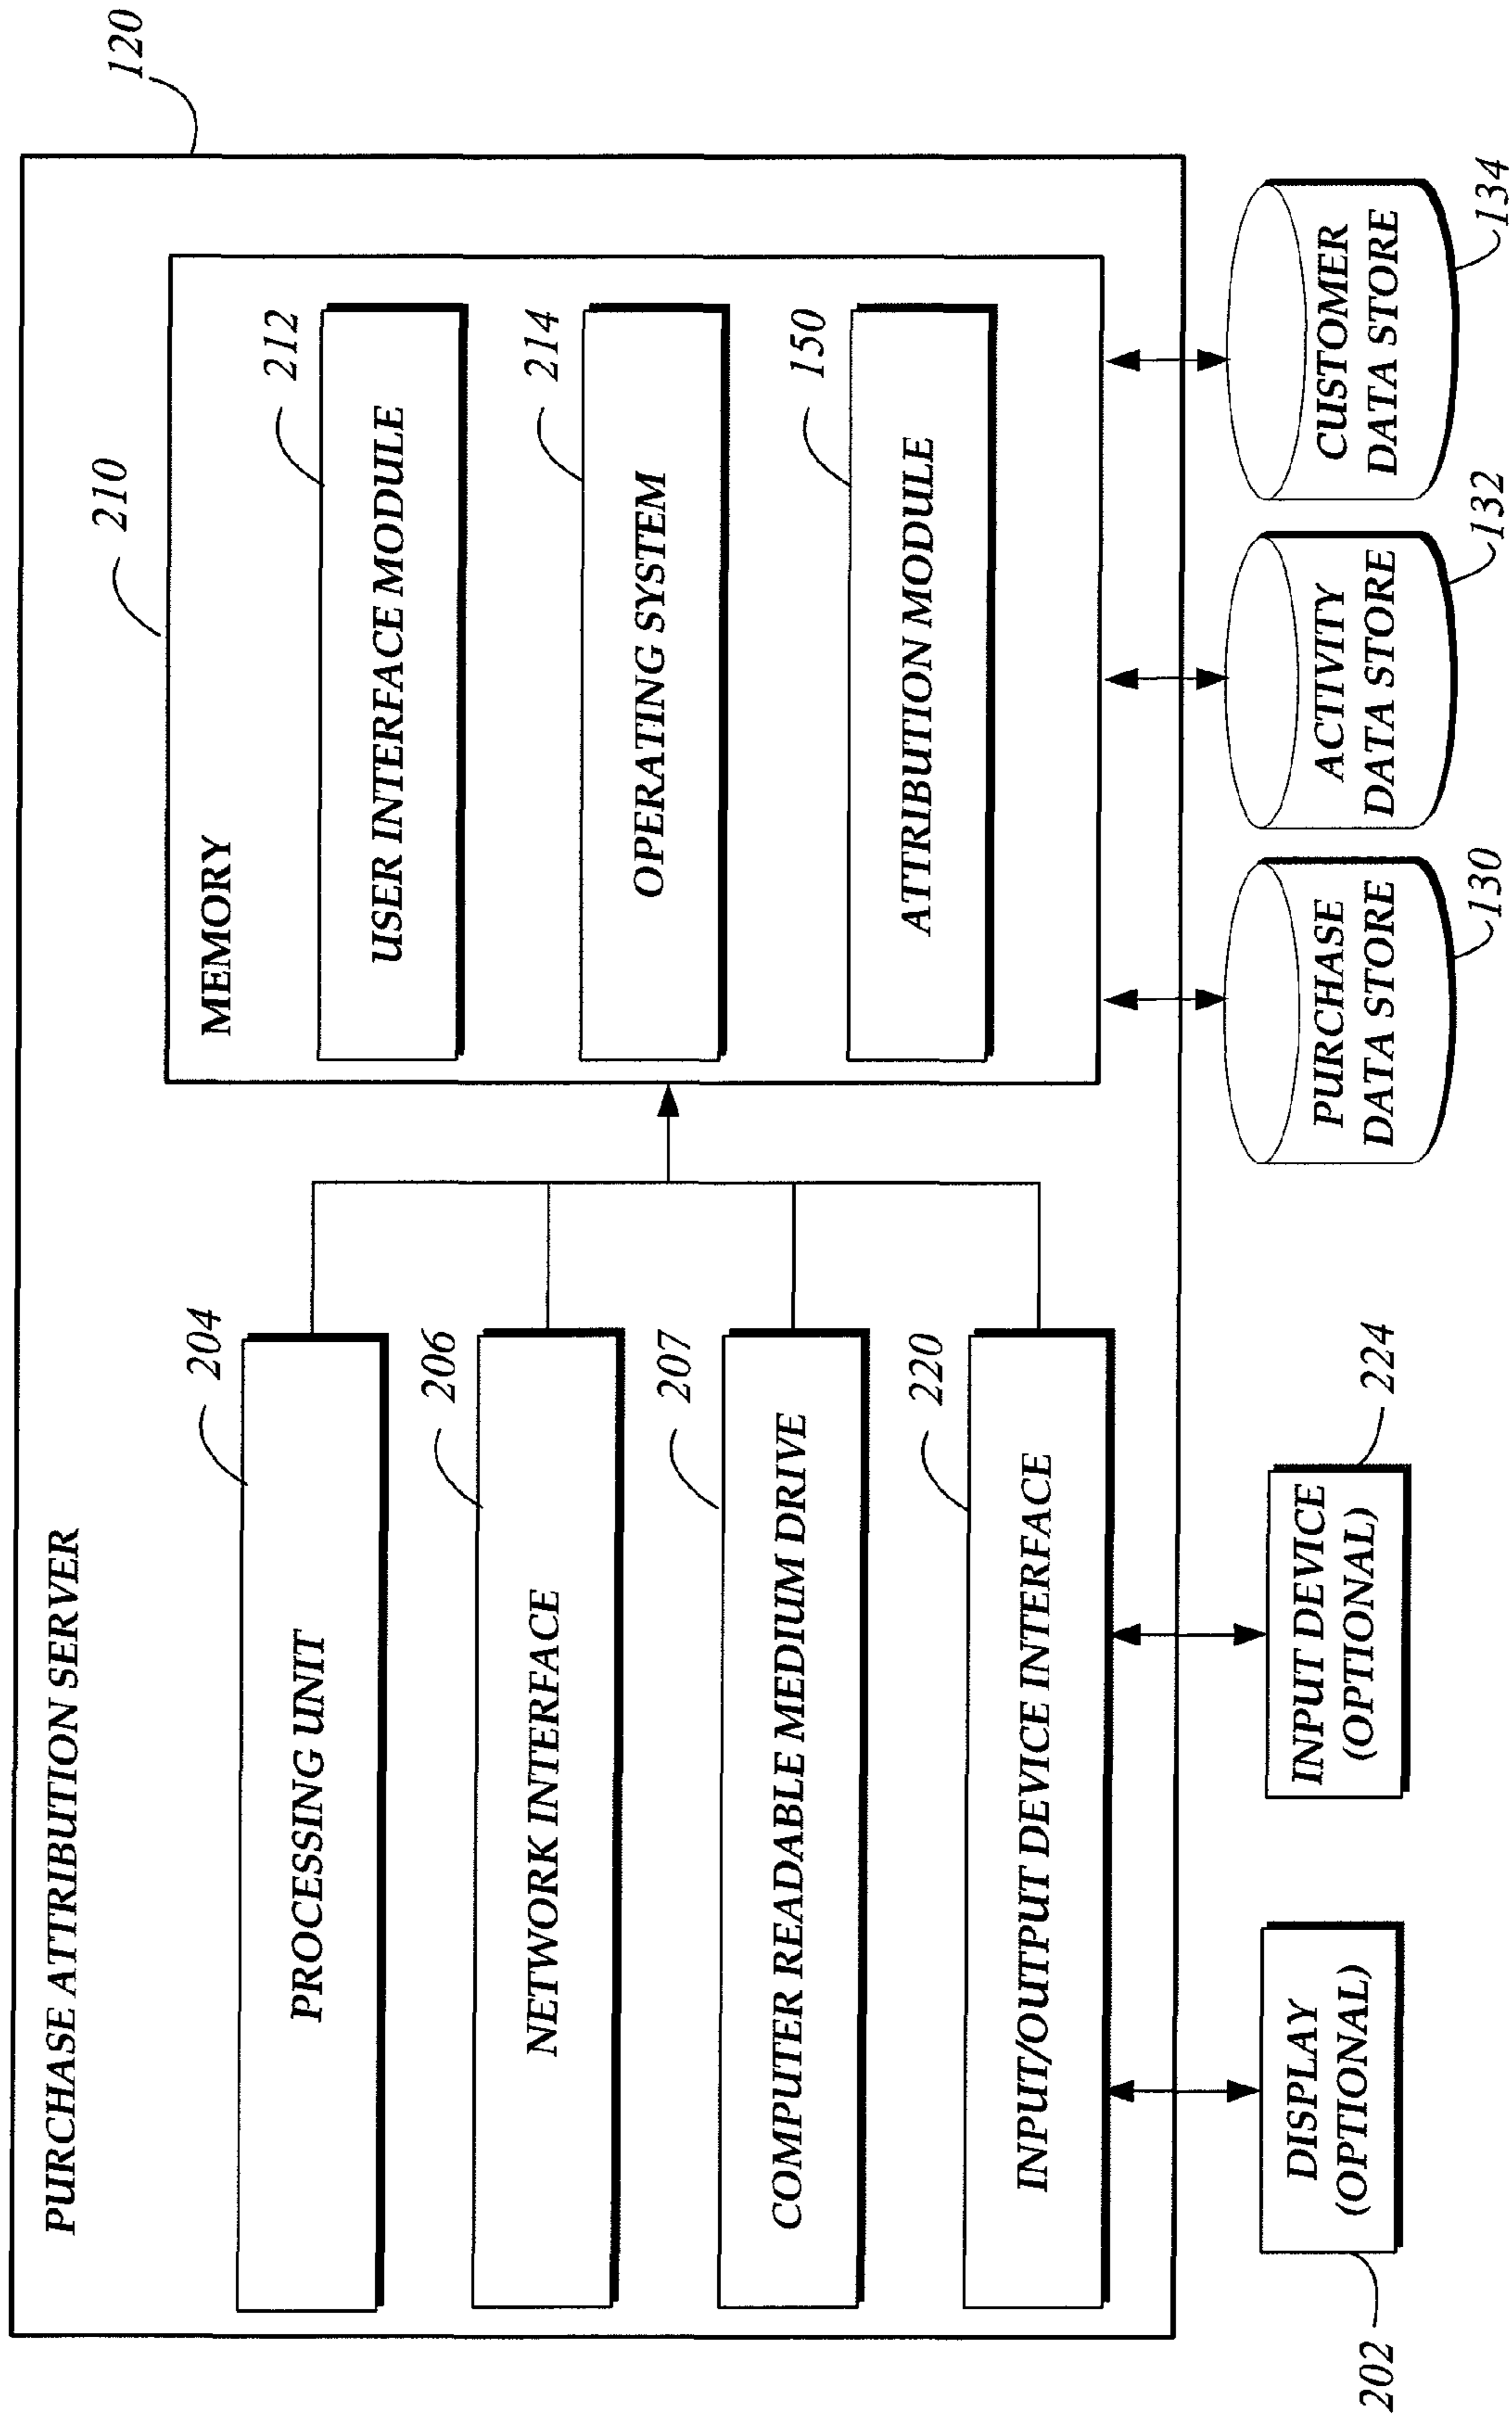 120
PURCHASE ATTRIBUTION SERVER
204
PROCESSING UNIT
206
NETWORK INTERFACE
207
COMPUTER READABLE MEDIUM DRIVE
220
INPUT/OUTPUT DEVICE INTERFACE
210
MEMORY
212
USER INTERFACE MODULE
214
OPERATING SYSTEM
150
ATTRIBUTION MODULE
202
DISPLAY
(OPTIONAL)
INPUT DEVICE
(OPTIONAL)
224
PURCHASE
DATA STORE
130
ACTIVITY
DATA STORE
132
CUSTOMER
DATA STORE
134